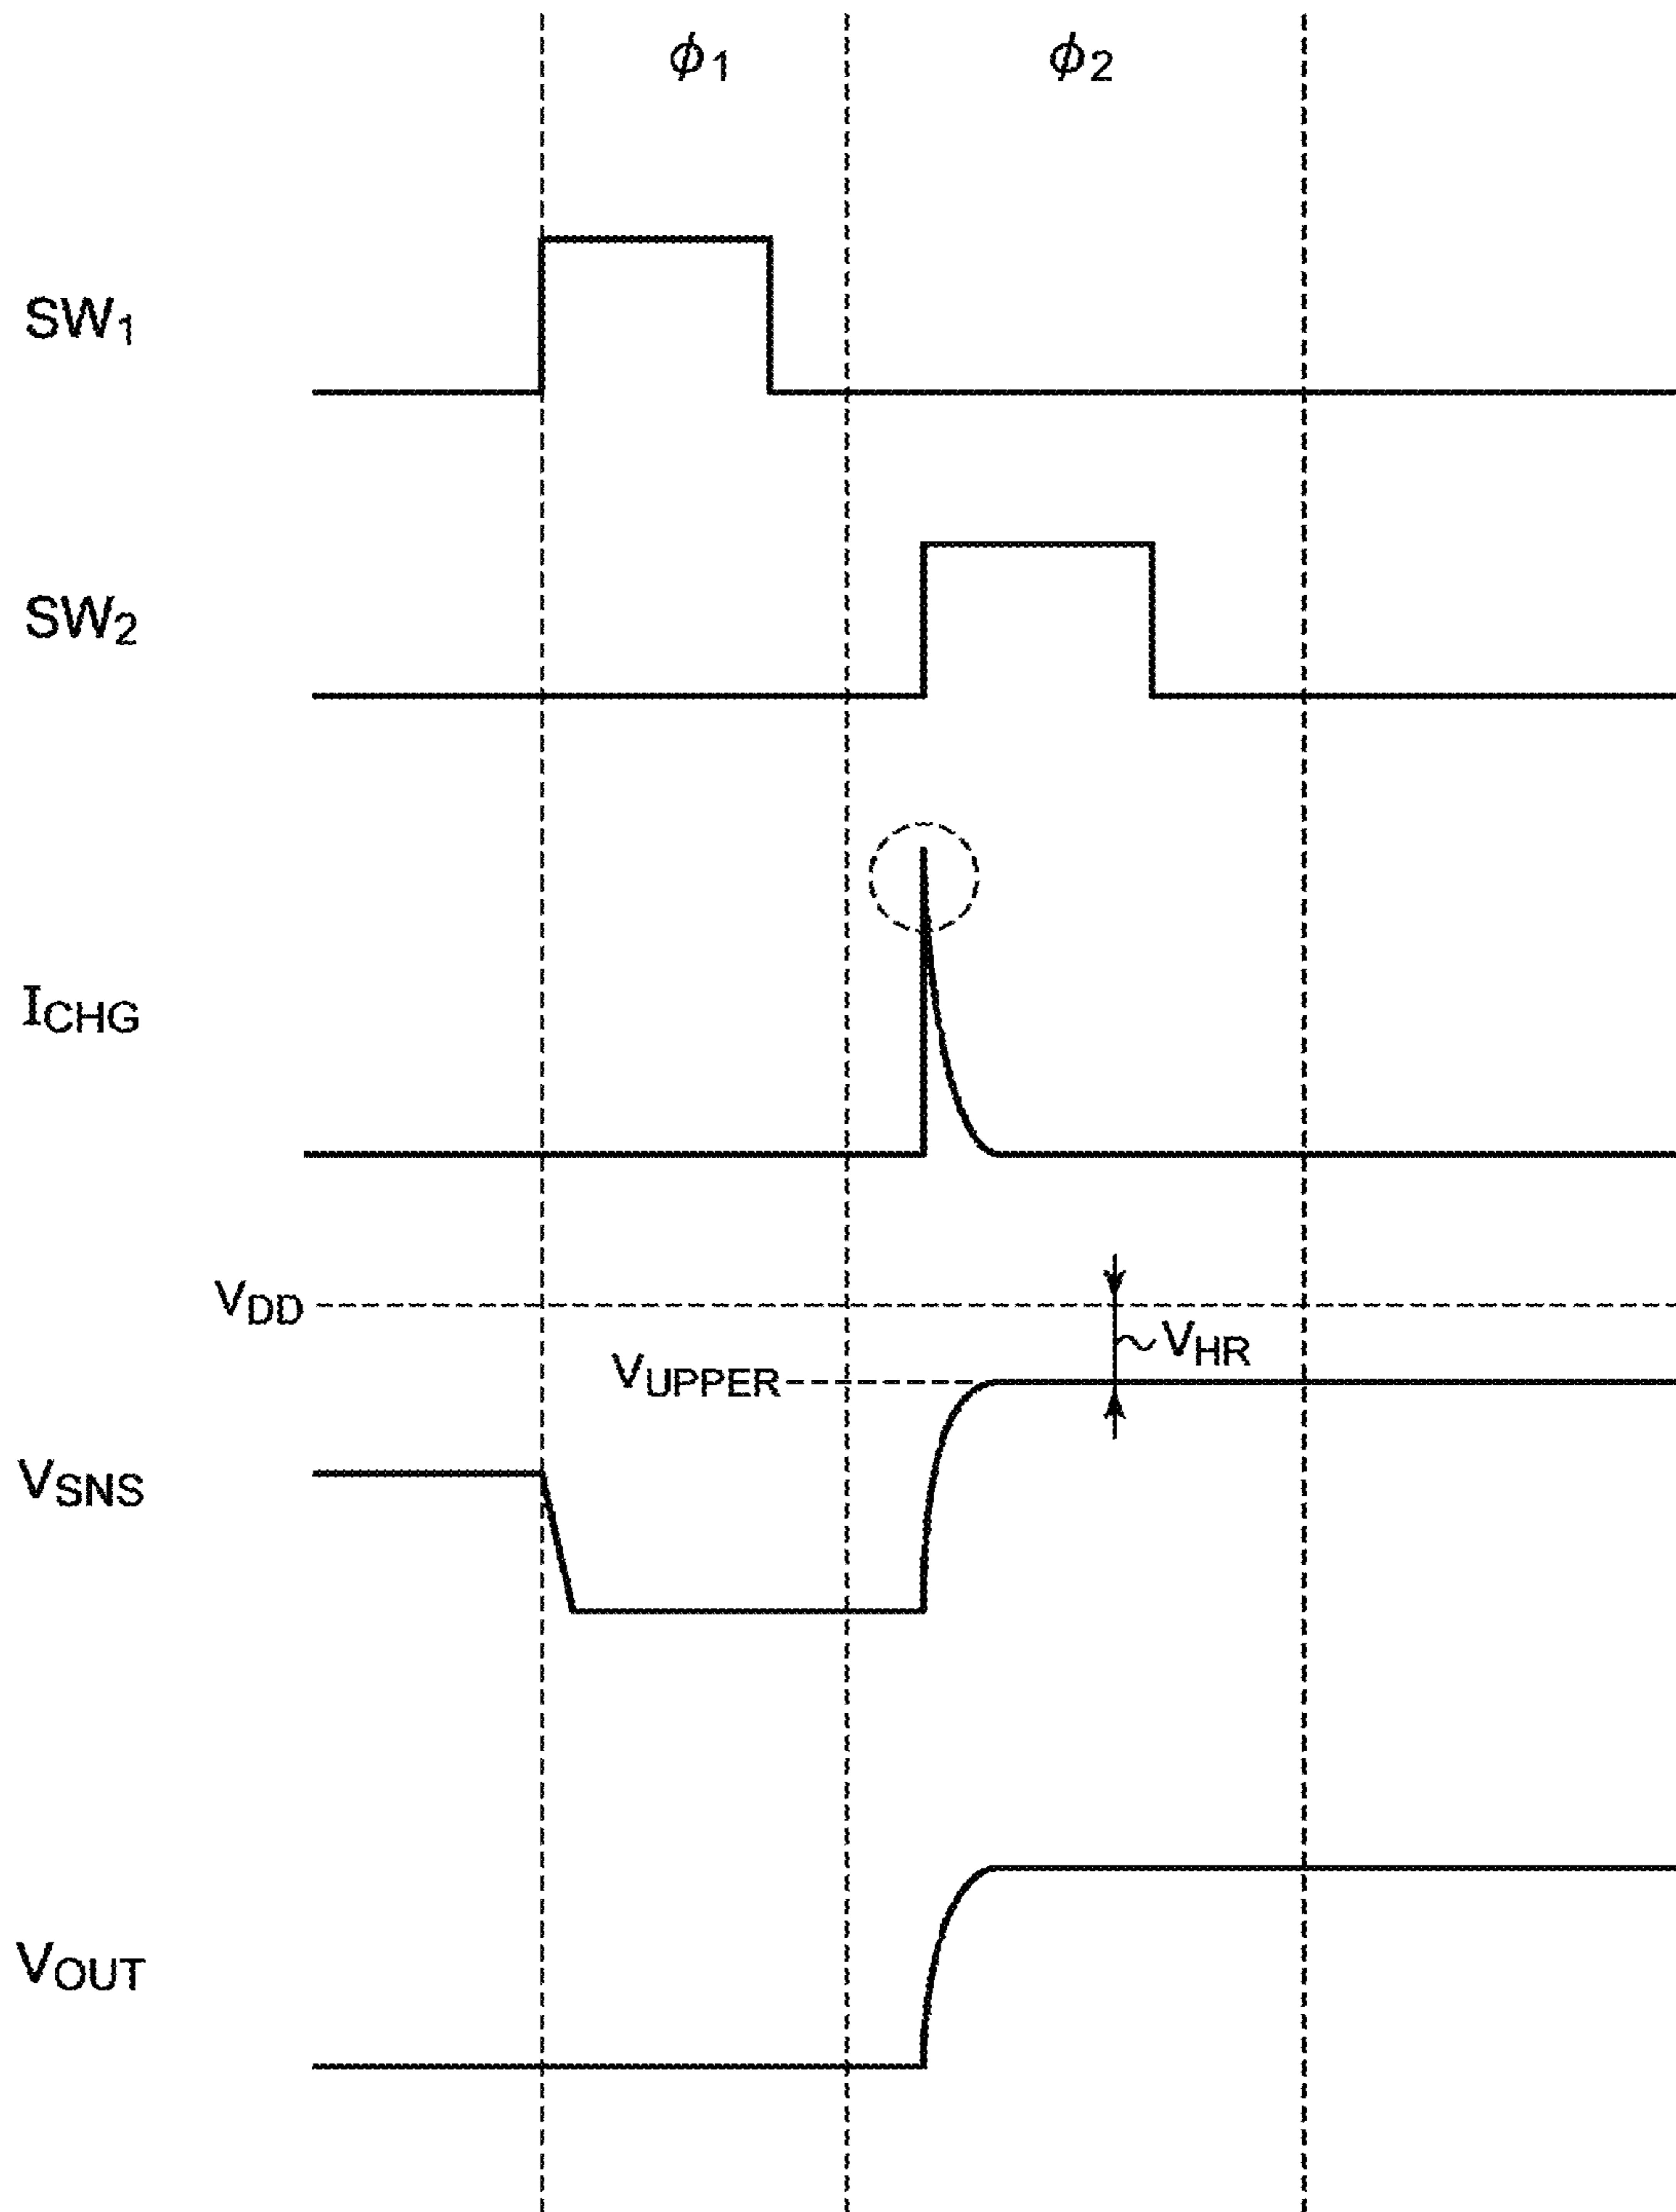 ϕ1 ϕ2
SW1
SW2
ICHG
VDD
VHR
VUPPER
VSNS
VOUT